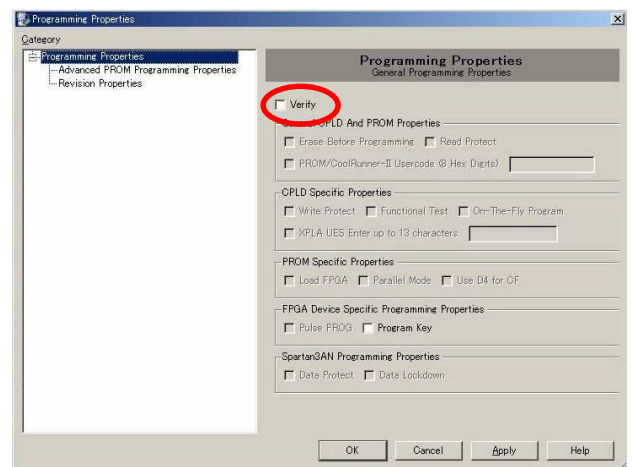 Programming Properties
Category
Programming Properties
Advanced PROM Programming Properties
Revision Properties
Programming Properties
General Programming Properties
Verify
General CPLD And PROM Properties
Erase Before Programming Read Protect
PROM/CoolRunner-II Usercode (8 Hex Digits)
CPLD Specific Properties
Write Protect Functional Test On-The-Fly Program
XPLA UES Enter up to 13 characters
PROM Specific Properties
Load FPGA Parallel Mode Use D4 for CF
FPGA Device Specific Programming Properties
Pulse PROG Program Key
Spartan3AN Programming Properties
Data Protect Data Lockdown
OK Cancel Apply Help